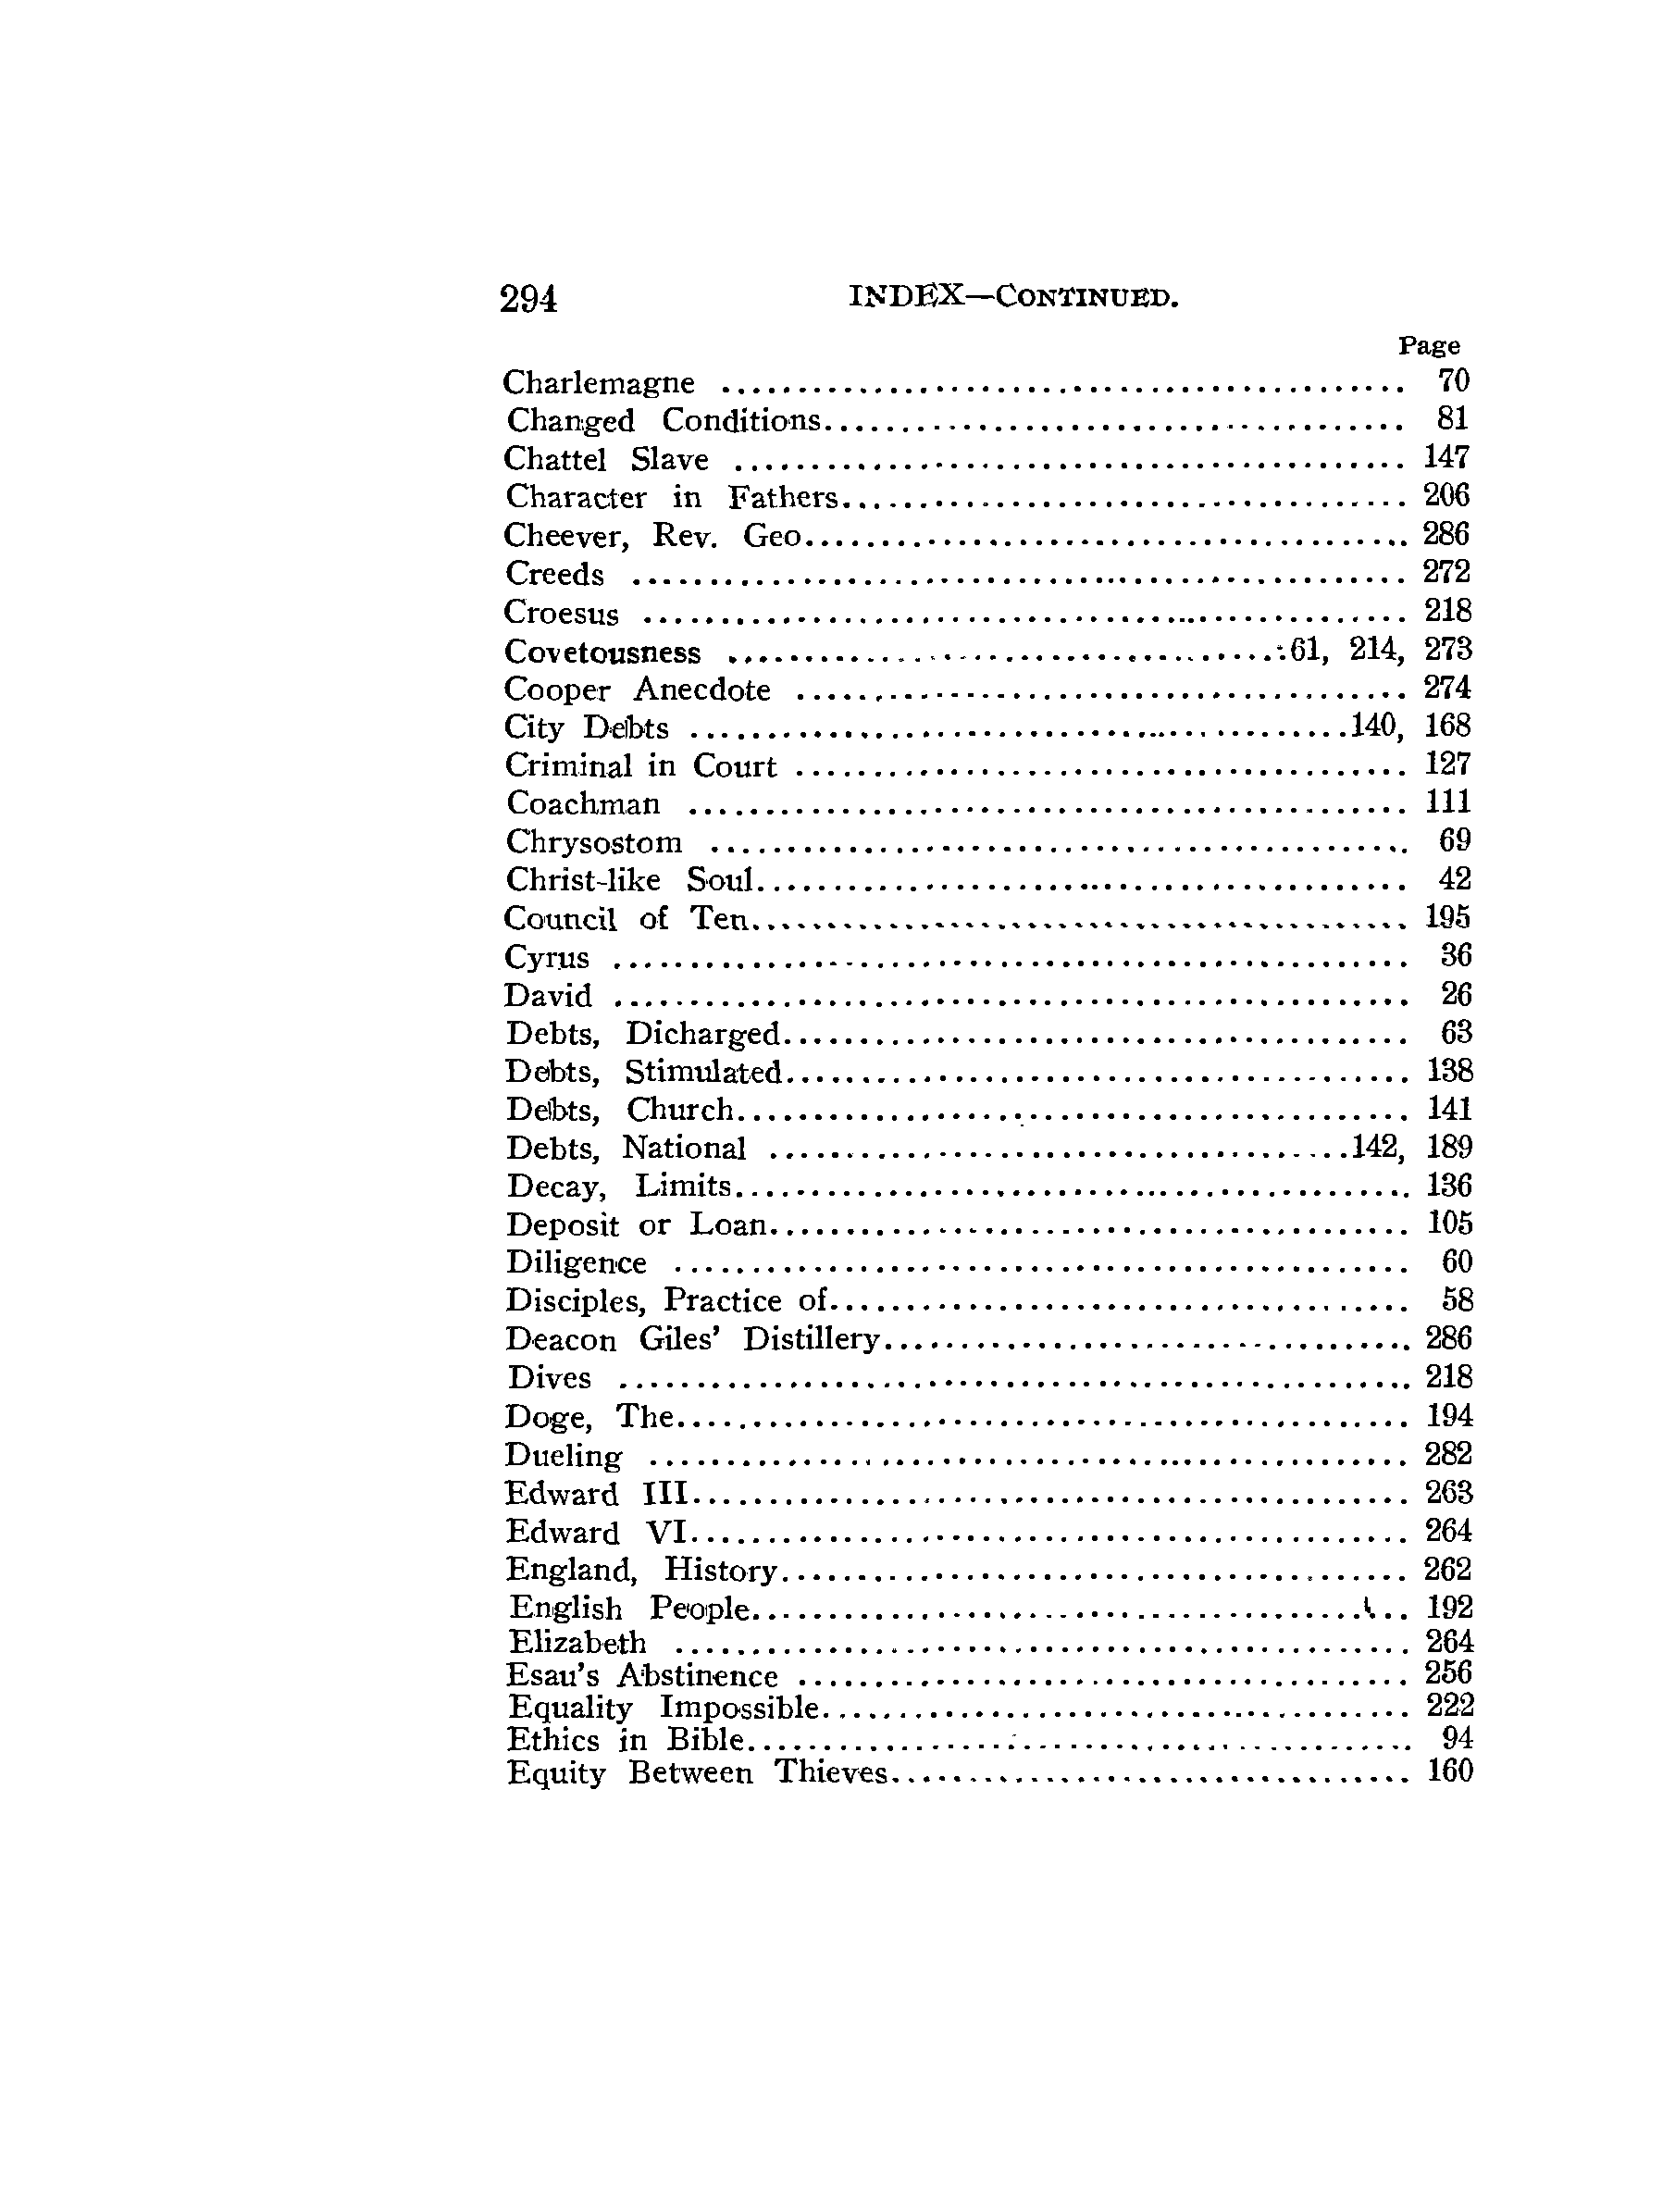 294 INDEX—CONTINUED.
Page
Charlemagne ............................................ 70
Changed Conditions...................................... 81
Chattel Slave ............................................ 147
Character in Fathers..................................... 206
Cheever, Rev. Geo....................................... 286
Creeds .................................................. 272
Croesus ................................................. 218
Covetousness ....................................61, 214, 273
Cooper Anecdote ........................................ 274
City Debts ...........................................140, 168
Criminal in Court ........................................ 127
Coachman ............................................... 111
Chrysostom ............................................. 69
Christ-like Soul.......................................... 42
Council of Ten........................................... 195
Cyrus ................................................... 36
David ................................................... 26
Debts, Dicharged......................................... 63
Debts, Stimulated........................................ 138
Debts, Church............................................ 141
Debts, National ......................................142, 189
Decay, Limits............................................ 136
Deposit or Loan.......................................... 105
Diligence ................................................ 60
Disciples, Practice of...................................... 58
Deacon Giles' Distillery................................... 286
Dives ................................................... 218
Doge, The............................................... 194
Dueling ................................................. 282
Edward III............................................... 263
Edward VI............................................... 264
England, History......................................... 262
English People........................................... 192
Elizabeth ................................................ 264
Esau's Abstinence ........................................ 256
Equality Impossible....................................... 222
Ethics in Bible............................................ 94
Equity Between Thieves................................... 160